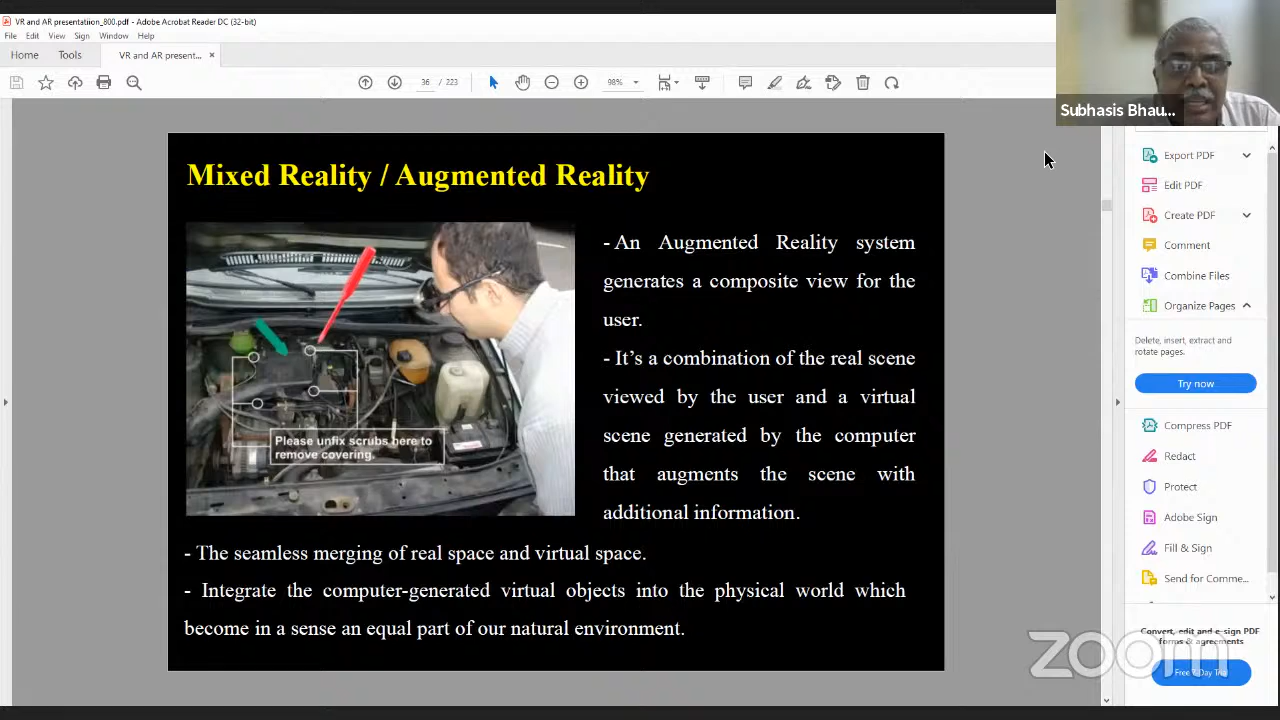 VR and AR presentation_800.pdf - Adobe Acrobat Reader DC (32-bit)
File Edit View Sign Window Help
Home Tools VR and AR present... ×
36 / 223 98%
Subhasis Bhau...
Mixed Reality / Augmented Reality
Please unfix scrubs here to
remove covering.
- An Augmented Reality system
generates a composite view for the
user.
- It's a combination of the real scene
viewed by the user and a virtual
scene generated by the computer
that augments the scene with
additional information.
- The seamless merging of real space and virtual space.
- Integrate the computer-generated virtual objects into the physical world which
become in a sense an equal part of our natural environment.
Export PDF
Edit PDF
Create PDF
Comment
Combine Files
Organize Pages
Delete, insert, extract and
rotate pages.
Try now
Compress PDF
Redact
Protect
Adobe Sign
Fill & Sign
Send for Comme...
Convert, edit and e-sign PDF
forms & agreements
Free 7-Day Trial
zoom